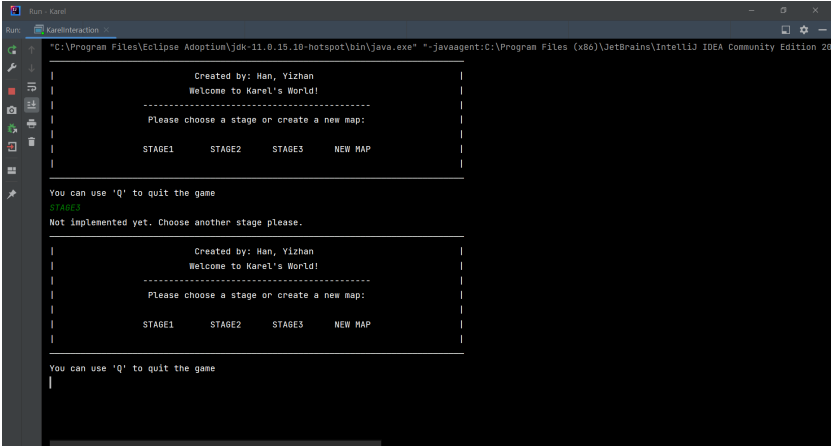 Run - Karel
Run: KarelInteraction
"C:\Program Files\Eclipse Adoptium\jdk-11.0.15.10-hotspot\bin\java.exe" "-javaagent:C:\Program Files (x86)\JetBrains\IntelliJ IDEA Community Edition 20
| Created by: Han, Yizhan |
| Welcome to Karel's World! |
| ------------------------------------------- |
| Please choose a stage or create a new map: |
| |
| STAGE1 STAGE2 STAGE3 NEW MAP |
| |
You can use 'Q' to quit the game
STAGE3
Not implemented yet. Choose another stage please.
| Created by: Han, Yizhan |
| Welcome to Karel's World! |
| ------------------------------------------- |
| Please choose a stage or create a new map: |
| |
| STAGE1 STAGE2 STAGE3 NEW MAP |
| |
You can use 'Q' to quit the game